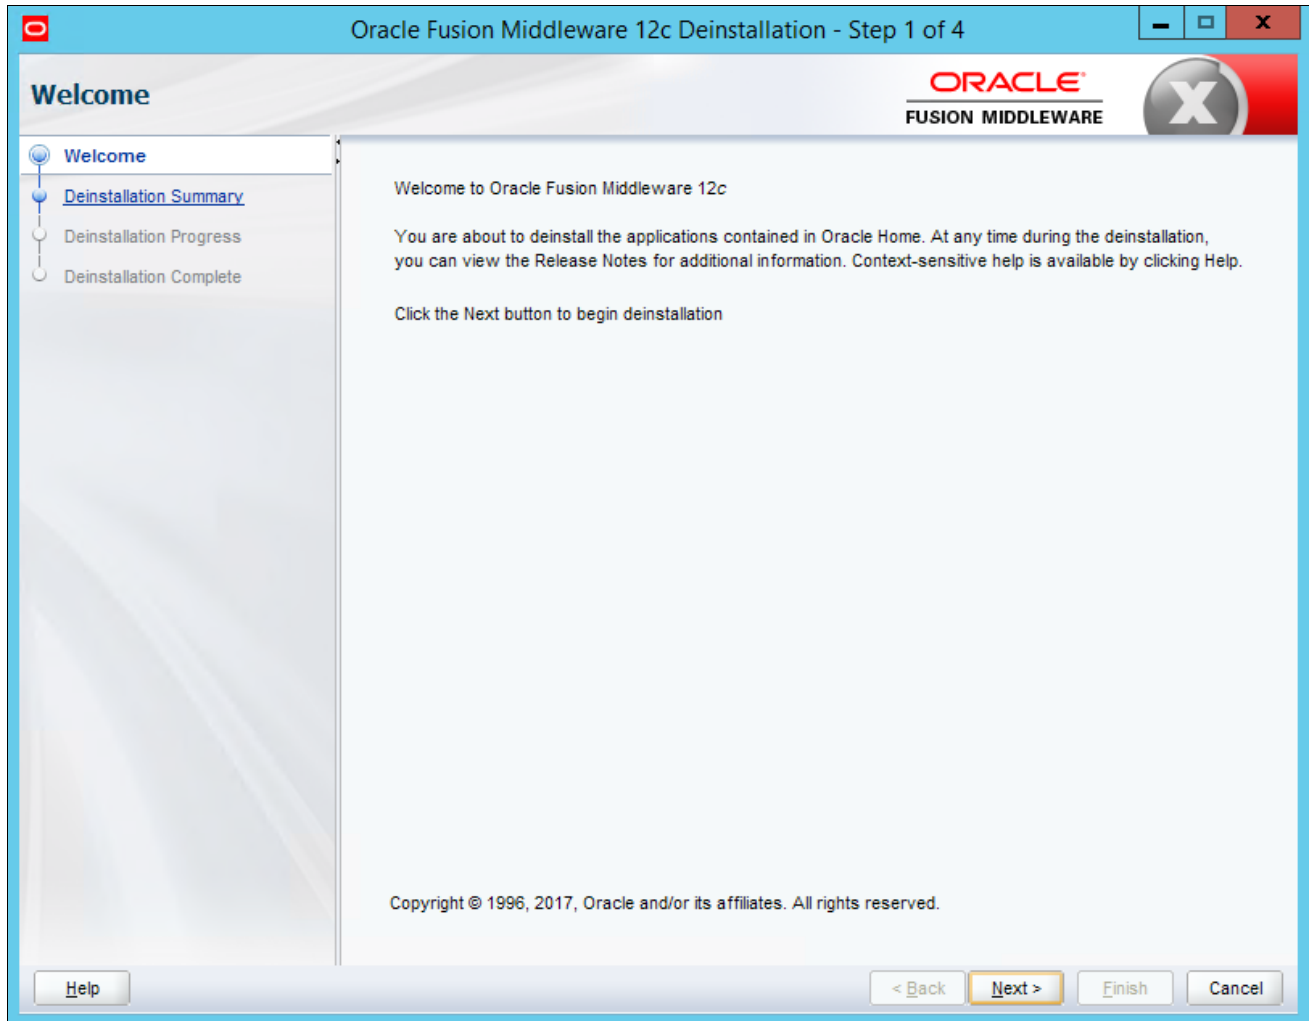 Oracle Fusion Middleware 12c Deinstallation - Step 1 of 4
Welcome
ORACLE
FUSION MIDDLEWARE
Welcome
Deinstallation Summary
Deinstallation Progress
Deinstallation Complete
Welcome to Oracle Fusion Middleware 12c
You are about to deinstall the applications contained in Oracle Home. At any time during the deinstallation,
you can view the Release Notes for additional information. Context-sensitive help is available by clicking Help.
Click the Next button to begin deinstallation
Copyright © 1996, 2017, Oracle and/or its affiliates. All rights reserved.
Help
< Back
Next >
Finish
Cancel